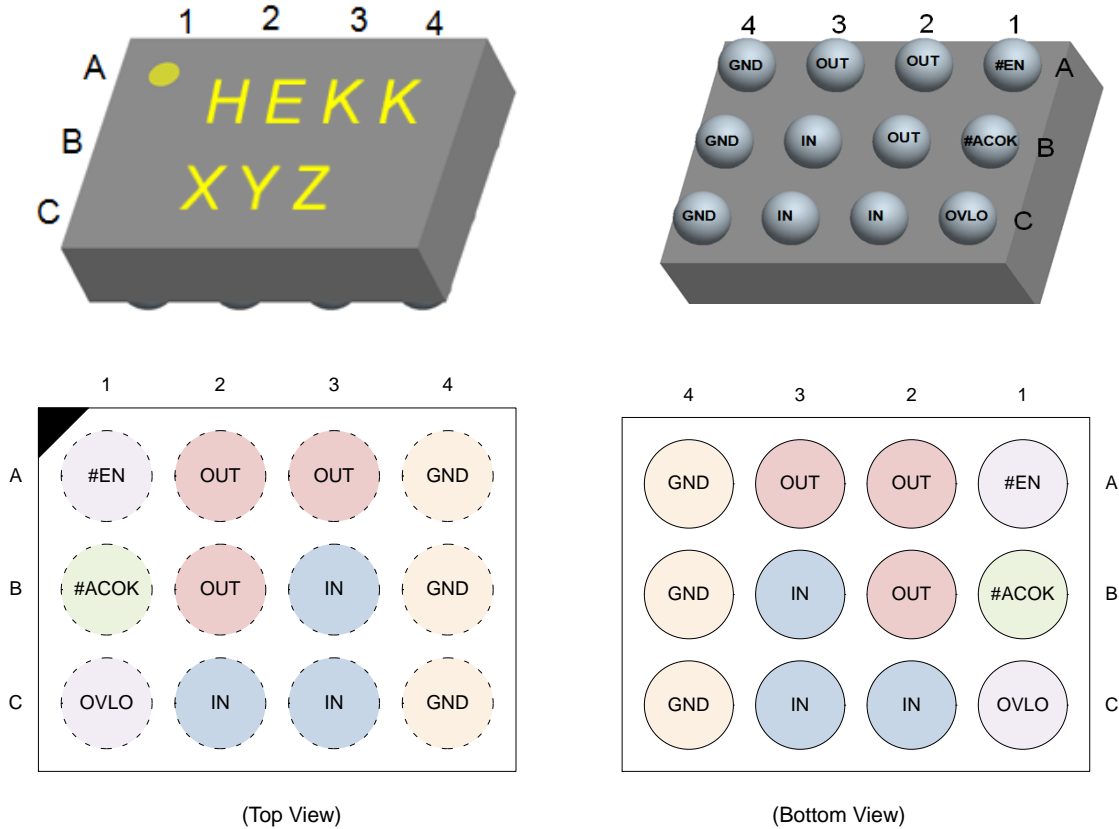 1 2 3 4
A
HEKK
B
XYZ
C
4 3 2 1
GND OUT OUT #EN A
GND IN OUT #ACOK B
GND IN IN OVLO C
1 2 3 4
A #EN OUT OUT GND
B #ACOK OUT IN GND
C OVLO IN IN GND
(Top View)
4 3 2 1
GND OUT OUT #EN A
GND IN OUT #ACOK B
GND IN IN OVLO C
(Bottom View)